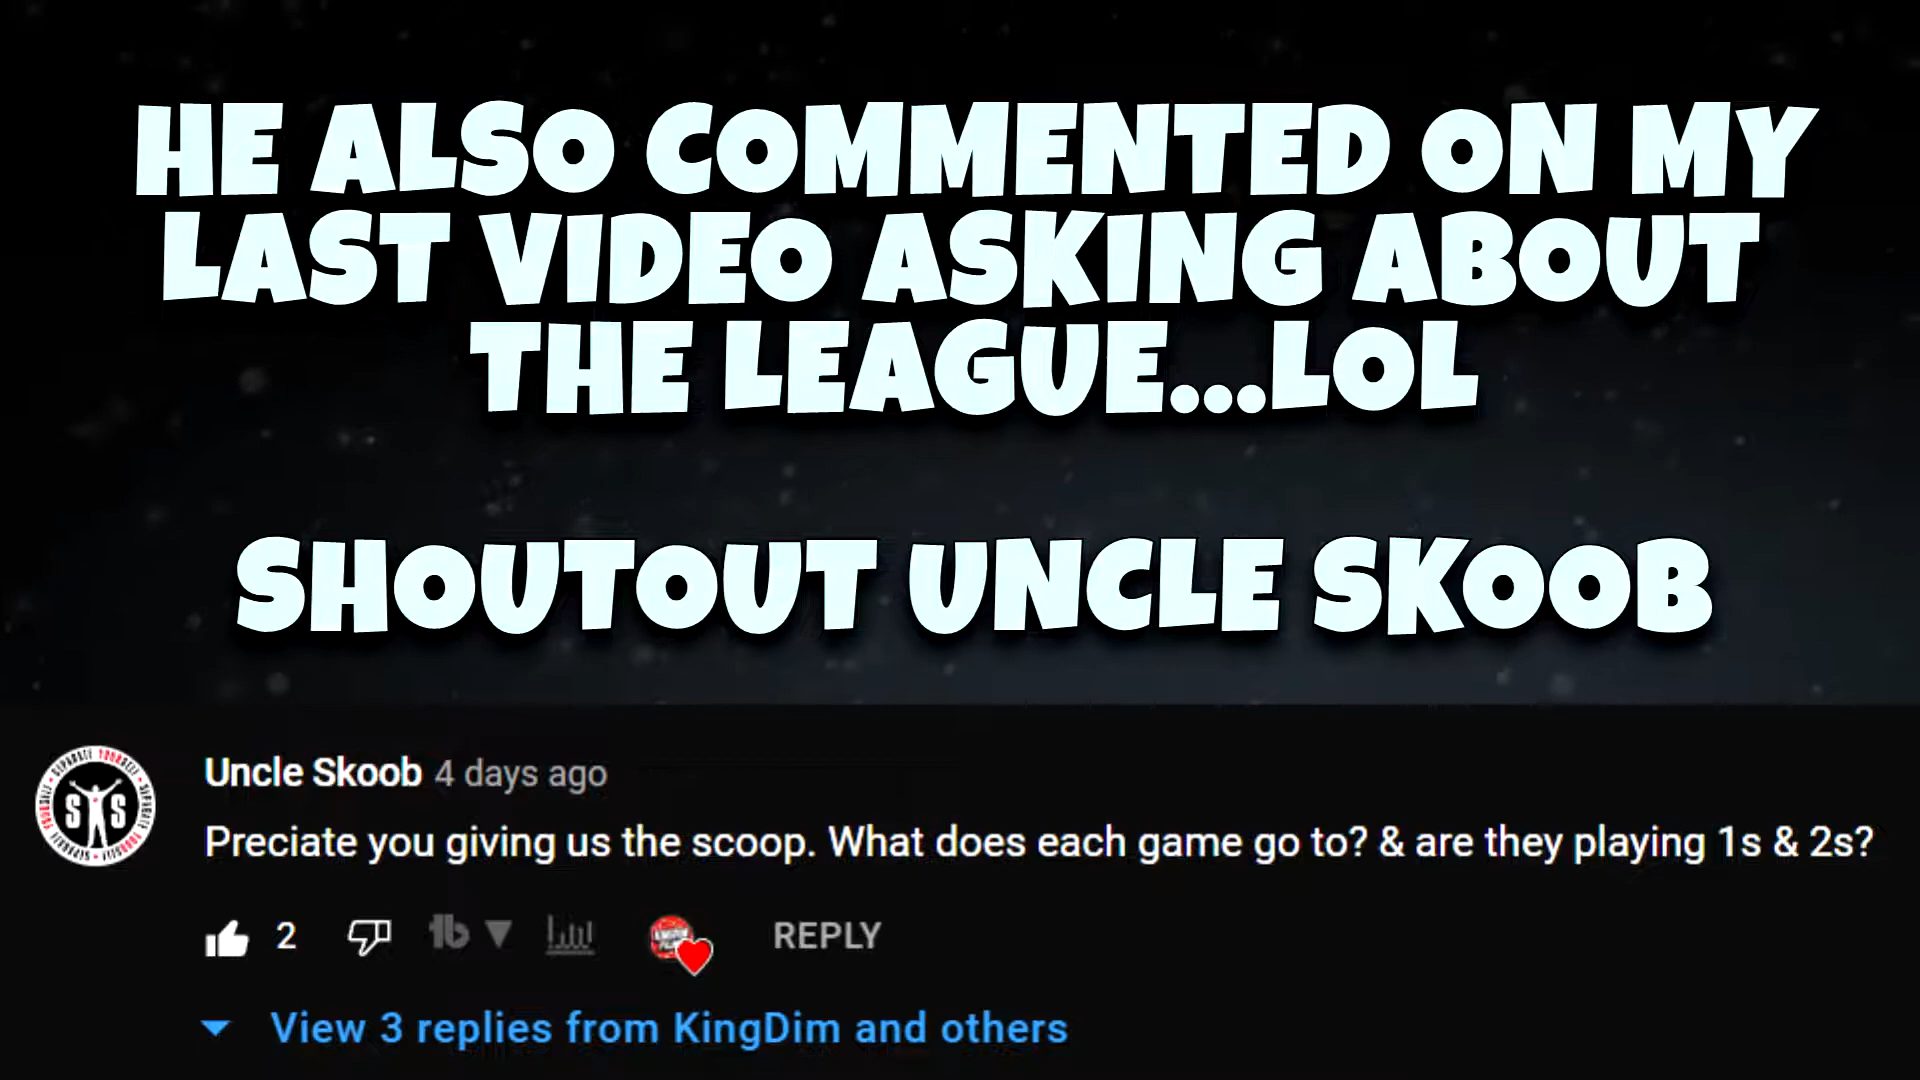 HE ALSO COMMENTED ON MY
LAST VIDEO ASKING ABOUT
THE LEAGUE...LOL
SHOUTOUT UNCLE SKOOB
Uncle Skoob 4 days ago
Preciate you giving us the scoop. What does each game go to? & are they playing 1s & 2s?
2
REPLY
View 3 replies from KingDim and others